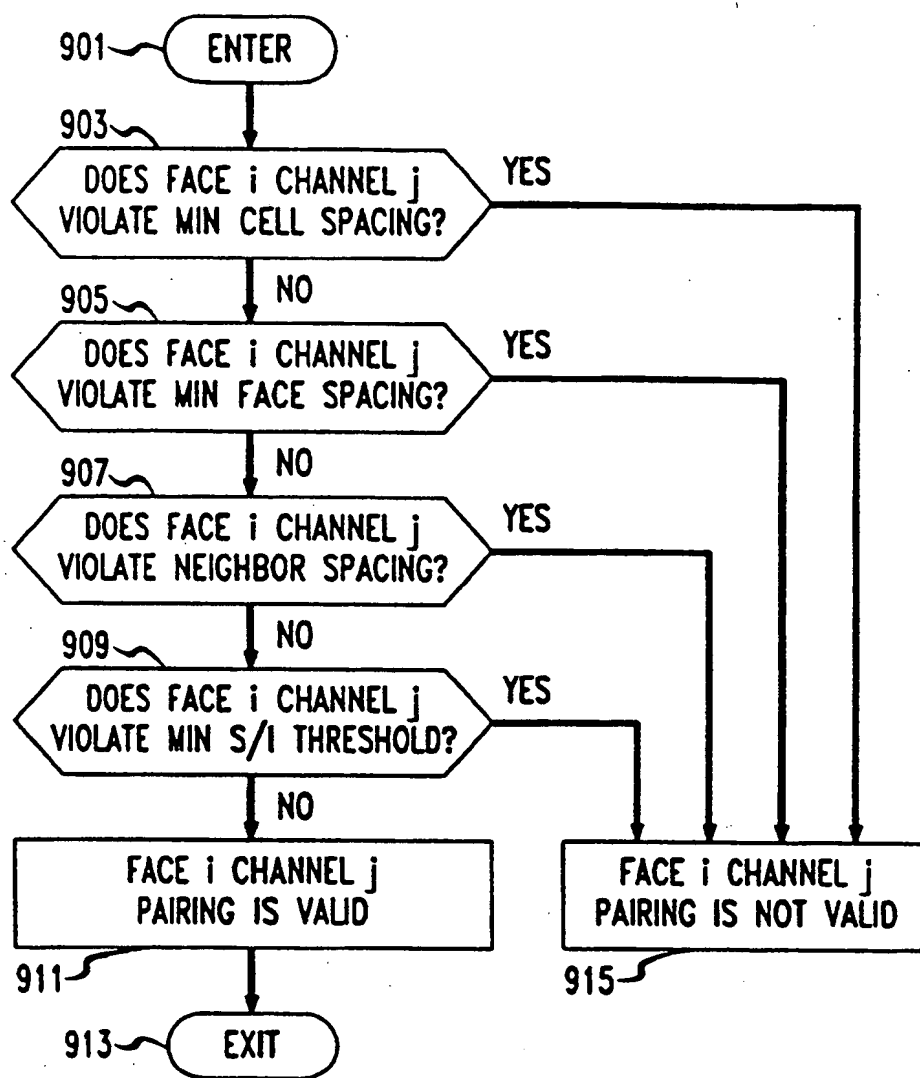 901
ENTER
903
DOES FACE i CHANNEL j
VIOLATE MIN CELL SPACING?
YES
NO
905
DOES FACE i CHANNEL j
VIOLATE MIN FACE SPACING?
YES
NO
907
DOES FACE i CHANNEL j
VIOLATE NEIGHBOR SPACING?
YES
NO
909
DOES FACE i CHANNEL j
VIOLATE MIN S/I THRESHOLD?
YES
NO
FACE i CHANNEL j
PAIRING IS VALID
911
FACE i CHANNEL j
PAIRING IS NOT VALID
915
913
EXIT